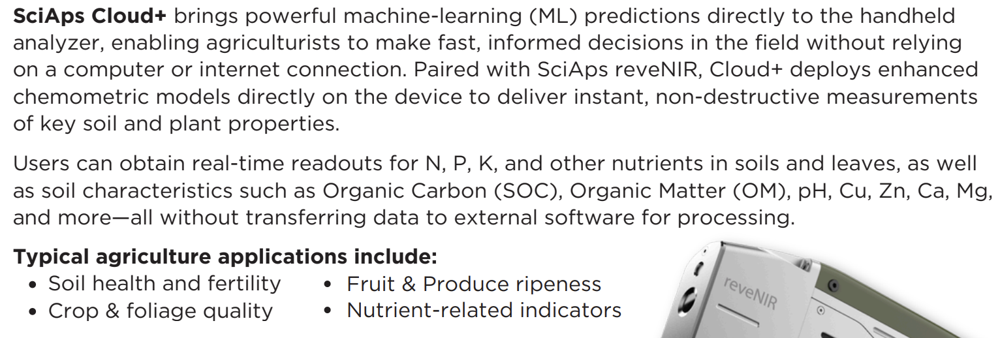 SciAps Cloud+ brings powerful machine-learning (ML) predictions directly to the handheld
analyzer, enabling agriculturists to make fast, informed decisions in the field without relying
on a computer or internet connection. Paired with SciAps reveNIR, Cloud+ deploys enhanced
chemometric models directly on the device to deliver instant, non-destructive measurements
of key soil and plant properties.
Users can obtain real-time readouts for N, P, K, and other nutrients in soils and leaves, as well
as soil characteristics such as Organic Carbon (SOC), Organic Matter (OM), pH, Cu, Zn, Ca, Mg,
and more—all without transferring data to external software for processing.
Typical agriculture applications include:
• Soil health and fertility
• Crop & foliage quality
• Fruit & Produce ripeness
• Nutrient-related indicators
reveNIR